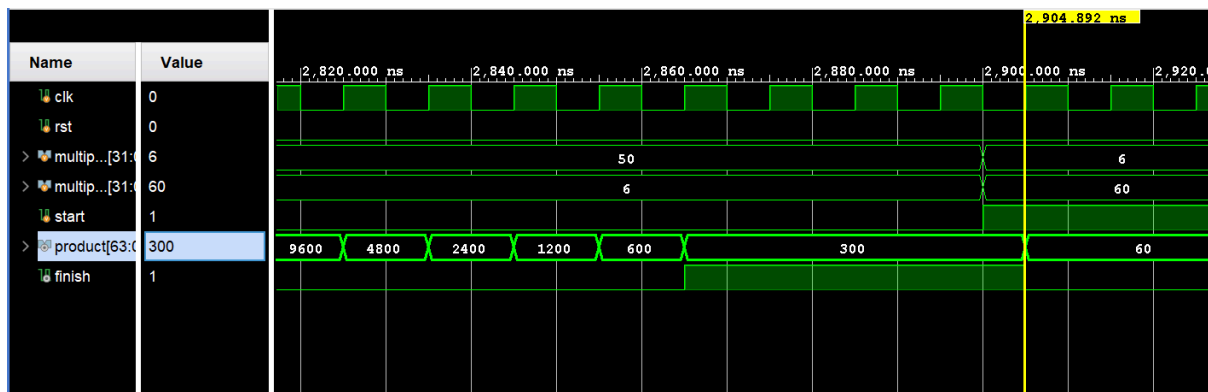 2,904.892 ns
Name Value
2,820.000 ns 2,840.000 ns 2,860.000 ns 2,880.000 ns 2,900.000 ns 2,920.
clk 0
rst 0
multip...[31:0 6 50 6
multip...[31:0 60 6 60
start 1
product[63:0 300 9600 4800 2400 1200 600 300 60
finish 1